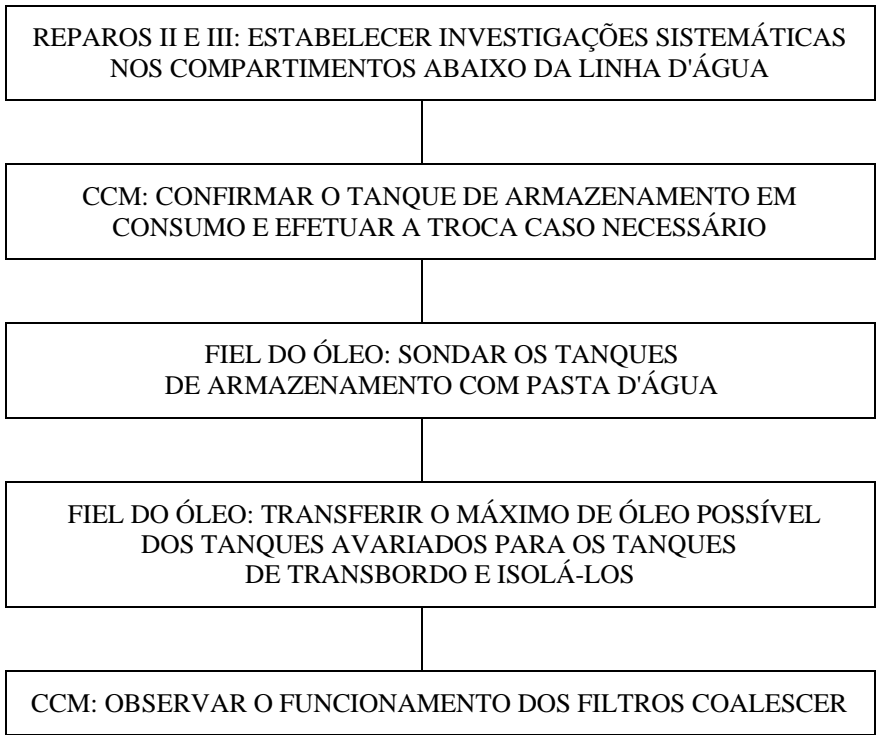 REPAROS II E III: ESTABELECER INVESTIGAÇÕES SISTEMÁTICAS
NOS COMPARTIMENTOS ABAIXO DA LINHA D'ÁGUA
CCM: CONFIRMAR O TANQUE DE ARMAZENAMENTO EM
CONSUMO E EFETUAR A TROCA CASO NECESSÁRIO
FIEL DO ÓLEO: SONDAR OS TANQUES
DE ARMAZENAMENTO COM PASTA D'ÁGUA
FIEL DO ÓLEO: TRANSFERIR O MÁXIMO DE ÓLEO POSSÍVEL
DOS TANQUES AVARIADOS PARA OS TANQUES
DE TRANSBORDO E ISOLÁ-LOS
CCM: OBSERVAR O FUNCIONAMENTO DOS FILTROS COALESCER